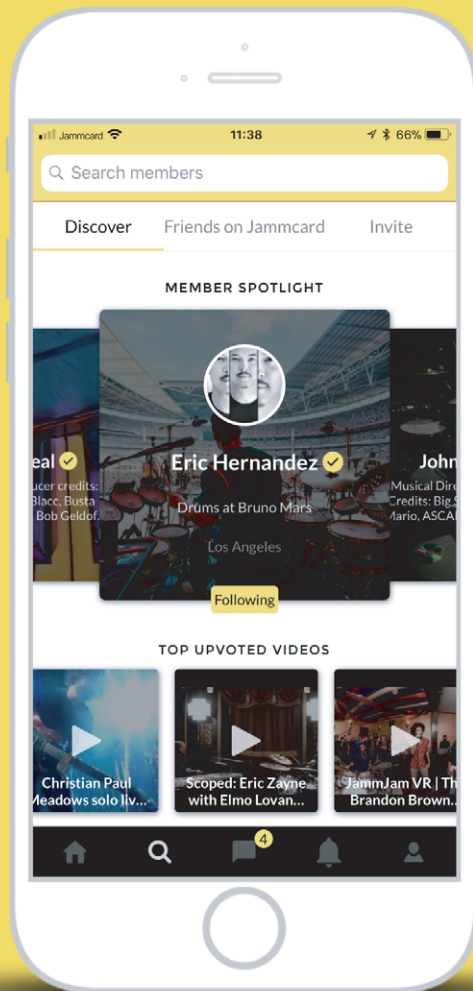 Jammcard
11:38
66%
Search members
Discover
Friends on Jammcard
Invite
MEMBER SPOTLIGHT
eal
ucer credits:
Blacc, Busta
Bob Geldof.
Eric Hernandez
Drums at Bruno Mars
Los Angeles
Following
John
Musical Dire
Credits: Big S
Mario, ASCA
TOP UPVOTED VIDEOS
Christian Paul
Meadows solo liv...
Scoped: Eric Zayne
with Elmo Lovan...
JammJam VR | Th
Brandon Brown...
4